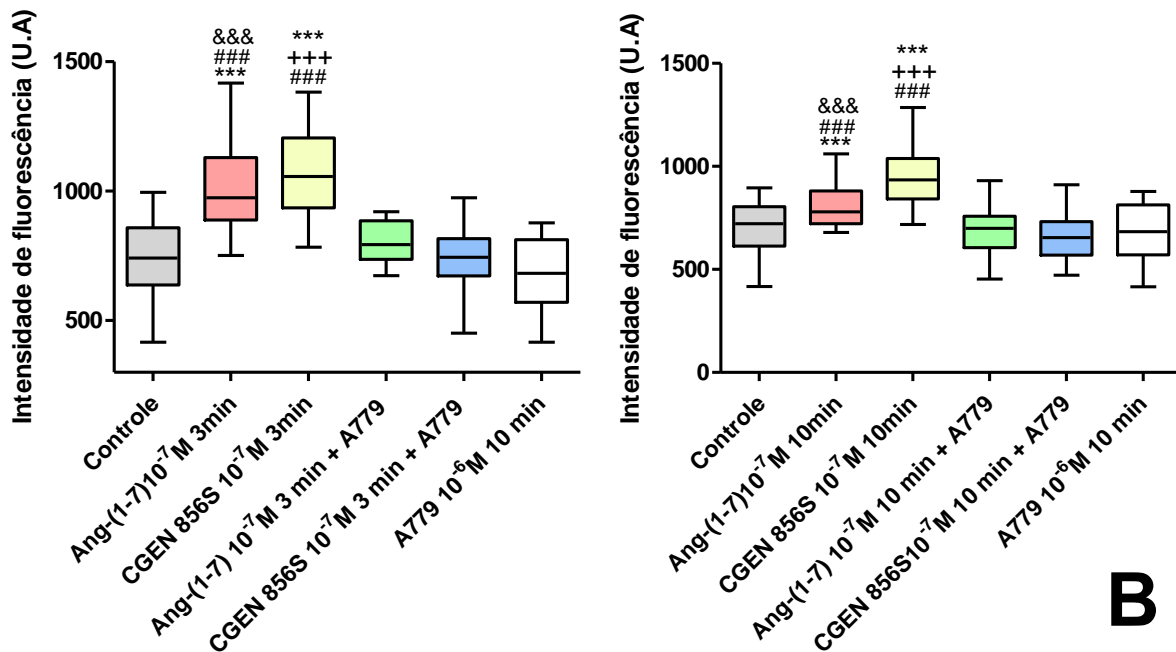 Intensidade de fluorescência (U.A)
1500
1000
500
&&&
###
***
***
+++
###
Controle
Ang-(1-7)10⁻⁷M 3min
CGEN 856S 10⁻⁷M 3min
Ang-(1-7) 10⁻⁷M 3 min + A779
CGEN 856S 10⁻⁷M 3 min + A779
A779 10⁻⁶M 10 min
Intensidade de fluorescência (U.A)
1500
1000
500
0
&&&
###
***
***
+++
###
Controle
Ang-(1-7)10⁻⁷M 10min
CGEN 856S 10⁻⁷M 10min
Ang-(1-7) 10⁻⁷M 10 min + A779
CGEN 856S10⁻⁷M 10 min + A779
A779 10⁻⁶M 10 min
B